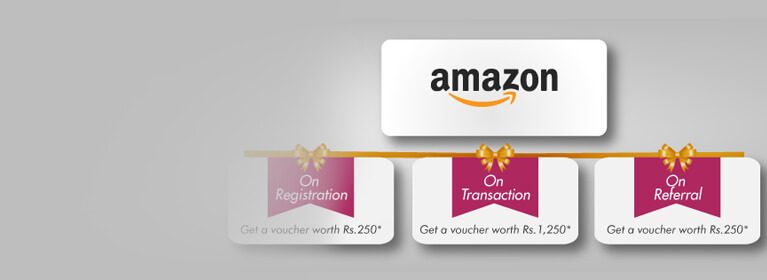 amazon
On
Registration
Get a voucher worth Rs.250*
On
Transaction
Get a voucher worth Rs.1,250*
On
Referral
Get a voucher worth Rs.250*